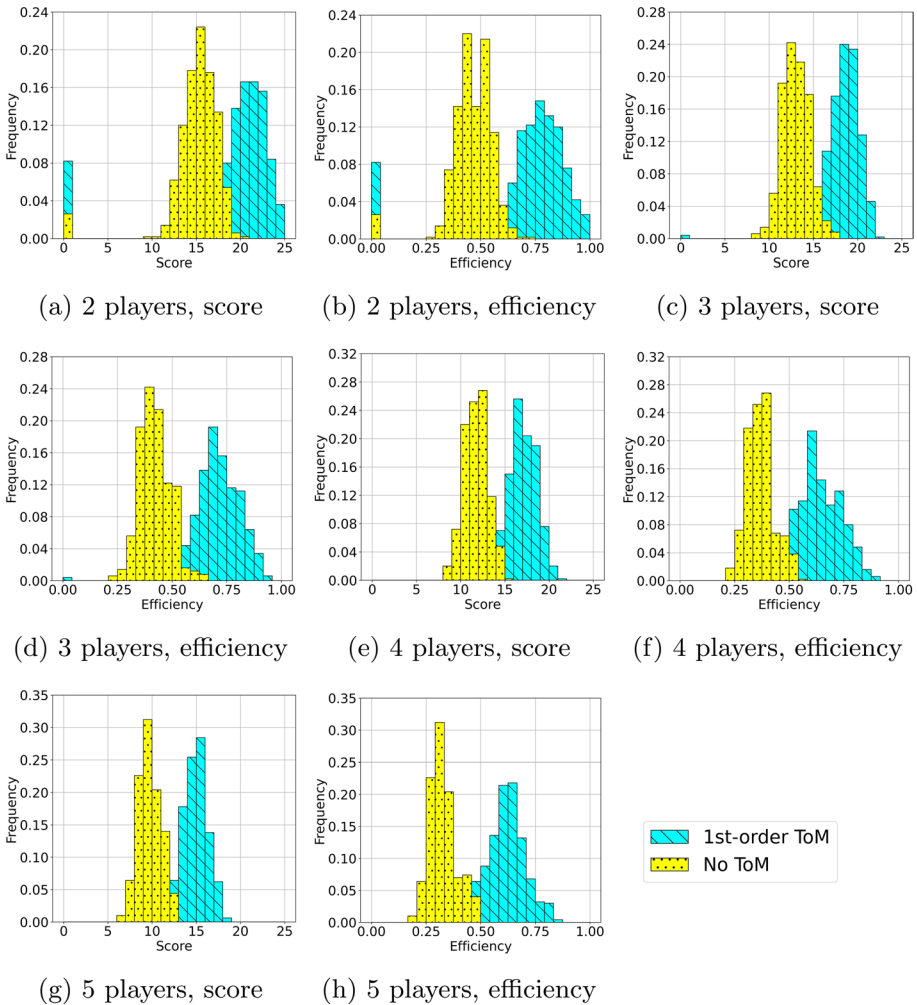 0.24
0.20
0.16
0.12
0.08
0.04
0.00
Frequency
0 5 10 15 20 25
Score
(a) 2 players, score
0.24
0.20
0.16
0.12
0.08
0.04
0.00
Frequency
0.00 0.25 0.50 0.75 1.00
Efficiency
(b) 2 players, efficiency
0.28
0.24
0.20
0.16
0.12
0.08
0.04
0.00
Frequency
0 5 10 15 20 25
Score
(c) 3 players, score
0.28
0.24
0.20
0.16
0.12
0.08
0.04
0.00
Frequency
0.00 0.25 0.50 0.75 1.00
Efficiency
(d) 3 players, efficiency
0.32
0.28
0.24
0.20
0.16
0.12
0.08
0.04
0.00
Frequency
0 5 10 15 20 25
Score
(e) 4 players, score
0.32
0.28
0.24
0.20
0.16
0.12
0.08
0.04
0.00
Frequency
0.00 0.25 0.50 0.75 1.00
Efficiency
(f) 4 players, efficiency
0.35
0.30
0.25
0.20
0.15
0.10
0.05
0.00
Frequency
0 5 10 15 20 25
Score
(g) 5 players, score
0.35
0.30
0.25
0.20
0.15
0.10
0.05
0.00
Frequency
0.00 0.25 0.50 0.75 1.00
Efficiency
(h) 5 players, efficiency
1st-order ToM
No ToM